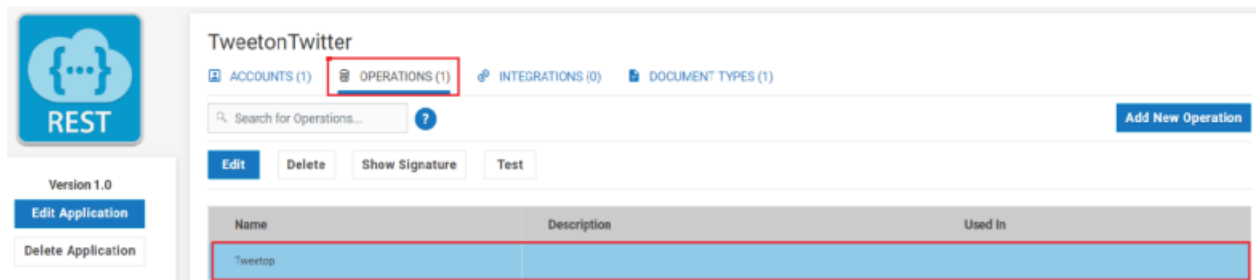 {···}
REST
Version 1.0
Edit Application
Delete Application
TweetonTwitter
ACCOUNTS (1) OPERATIONS (1) INTEGRATIONS (0) DOCUMENT TYPES (1)
Search for Operations... ? Add New Operation
Edit Delete Show Signature Test
Name Description Used In
Tweetop